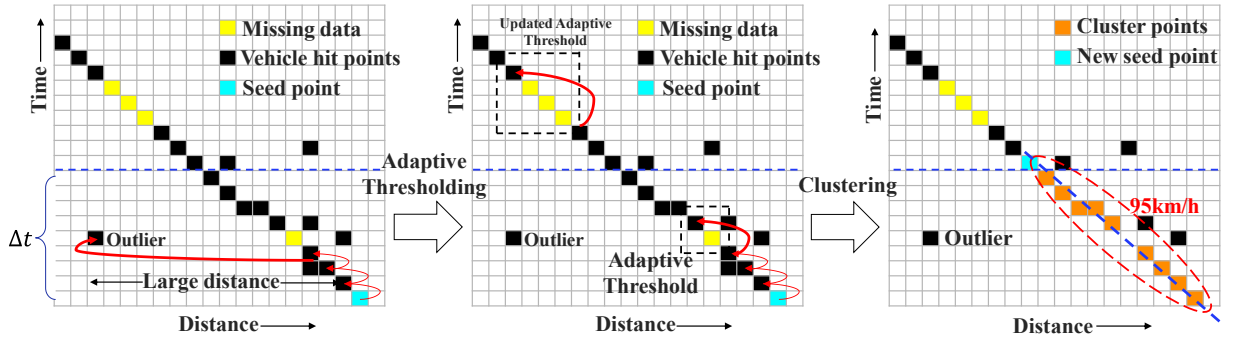 Time
Missing data
Vehicle hit points
Seed point
Δt
Outlier
Large distance
Distance
Adaptive
Thresholding
Updated Adaptive
Threshold
Time
Missing data
Vehicle hit points
Seed point
Outlier
Adaptive
Threshold
Distance
Clustering
Time
Cluster points
New seed point
95km/h
Outlier
Distance